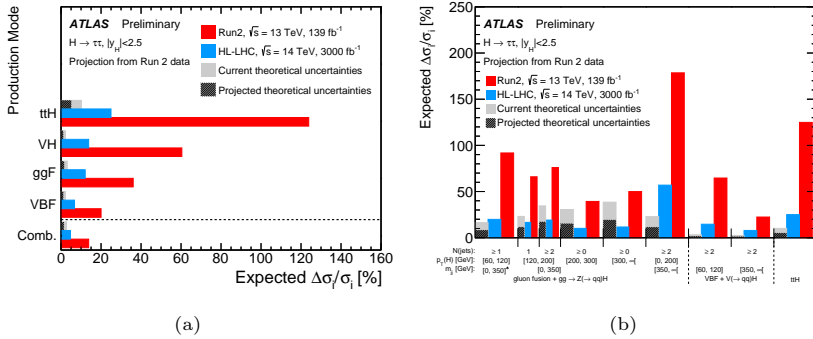 ATLAS Preliminary
H → ττ, |y_H|<2.5
Projection from Run 2 data
Run2, √s = 13 TeV, 139 fb⁻¹
HL-LHC, √s = 14 TeV, 3000 fb⁻¹
Current theoretical uncertainties
Projected theoretical uncertainties
Production Mode
ttH
VH
ggF
VBF
Comb.
0 20 40 60 80 100 120 140 160
Expected Δσ_i/σ_i [%]
(a)
ATLAS Preliminary
H → ττ, |y_H|<2.5
Projection from Run 2 data
Run2, √s = 13 TeV, 139 fb⁻¹
HL-LHC, √s = 14 TeV, 3000 fb⁻¹
Current theoretical uncertainties
Projected theoretical uncertainties
Expected Δσ_i/σ_i [%]
250
200
150
100
50
0
N(jets) ≥ 1 1 ≥ 2 ≥ 0 ≥ 0 ≥ 2 ≥ 2 ≥ 2
p_T(H) [GeV]: [60, 120] [120, 200] [200, 300] [300, ∞[ [0, 200]
m_jj [GeV]: [0, 350] [0, 350] [350, ∞[ [60, 120] [350, ∞[ ttH
gluon fusion + gg → Z(→ qq)H VBF + V(→ qq)H
(b)